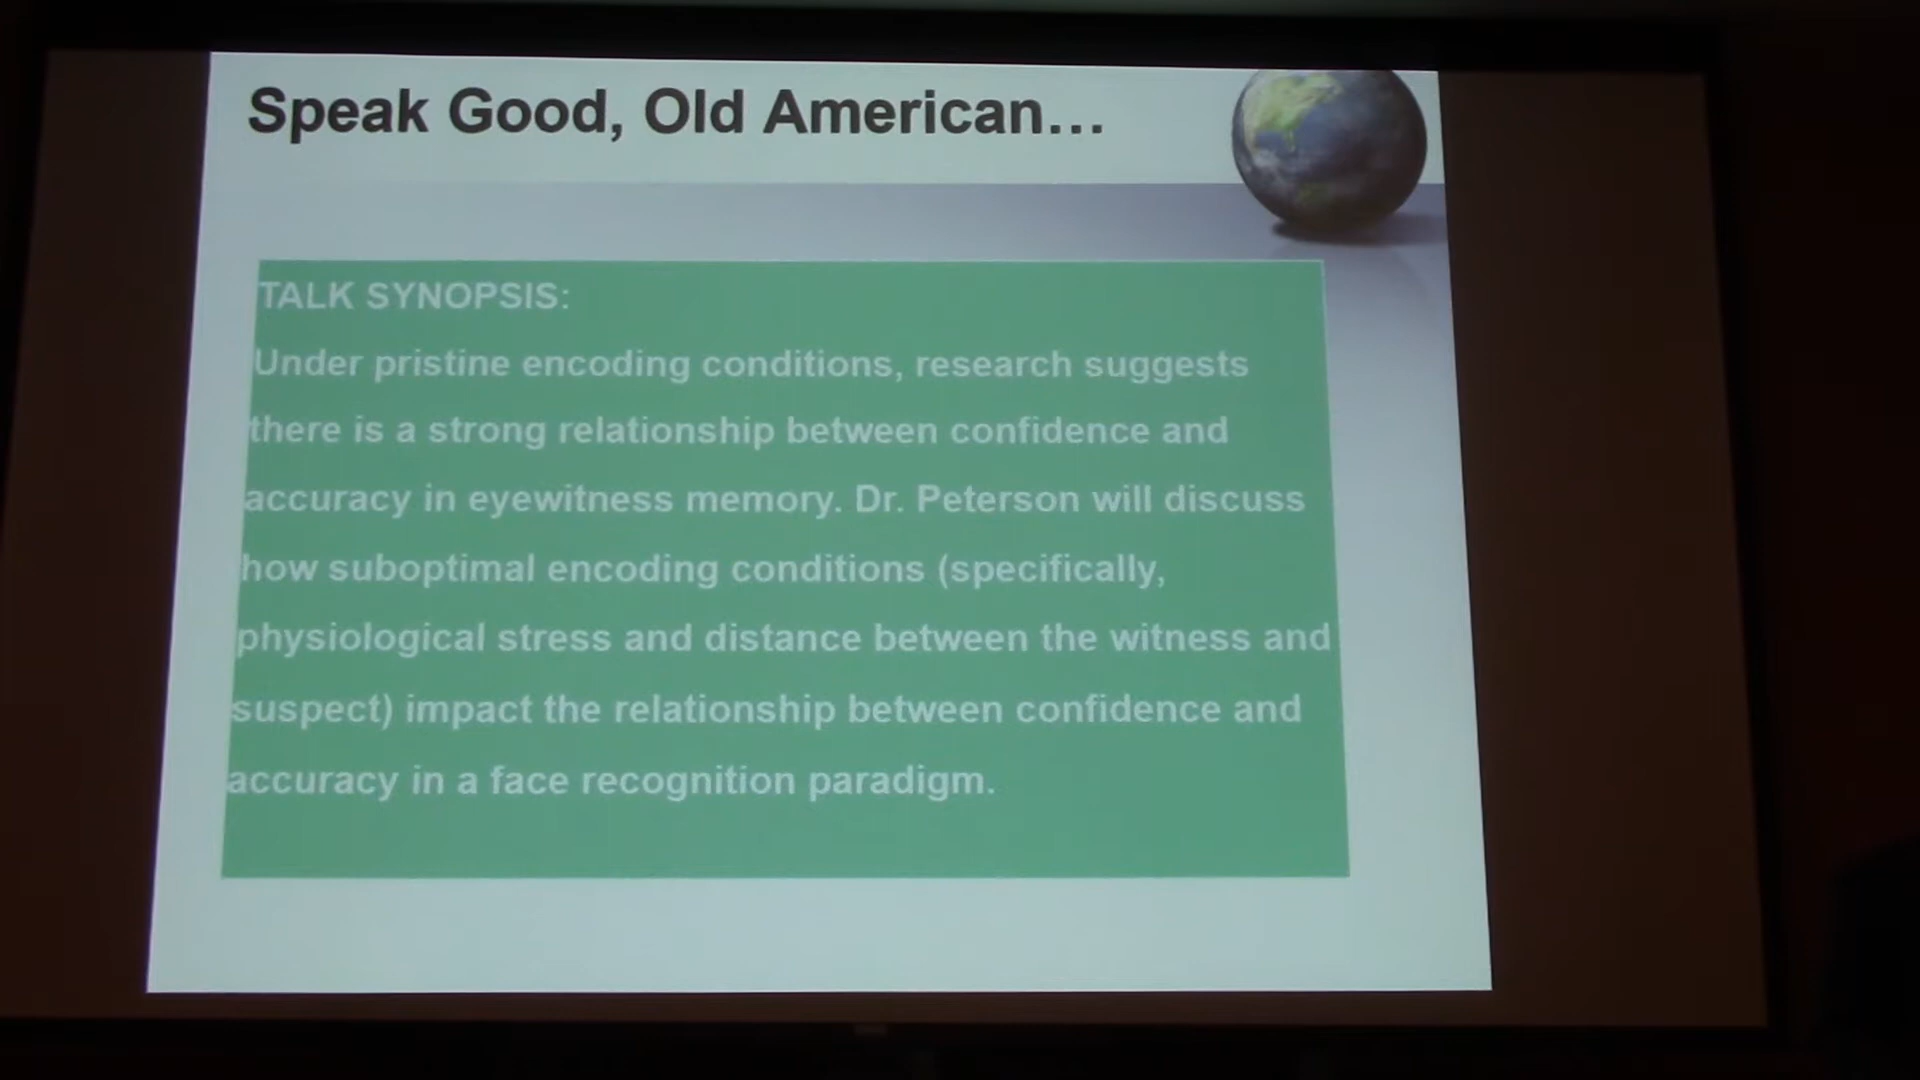 Speak Good, Old American...
TALK SYNOPSIS:
Under pristine encoding conditions, research suggests
there is a strong relationship between confidence and
accuracy in eyewitness memory. Dr. Peterson will discuss
how suboptimal encoding conditions (specifically,
physiological stress and distance between the witness and
suspect) impact the relationship between confidence and
accuracy in a face recognition paradigm.